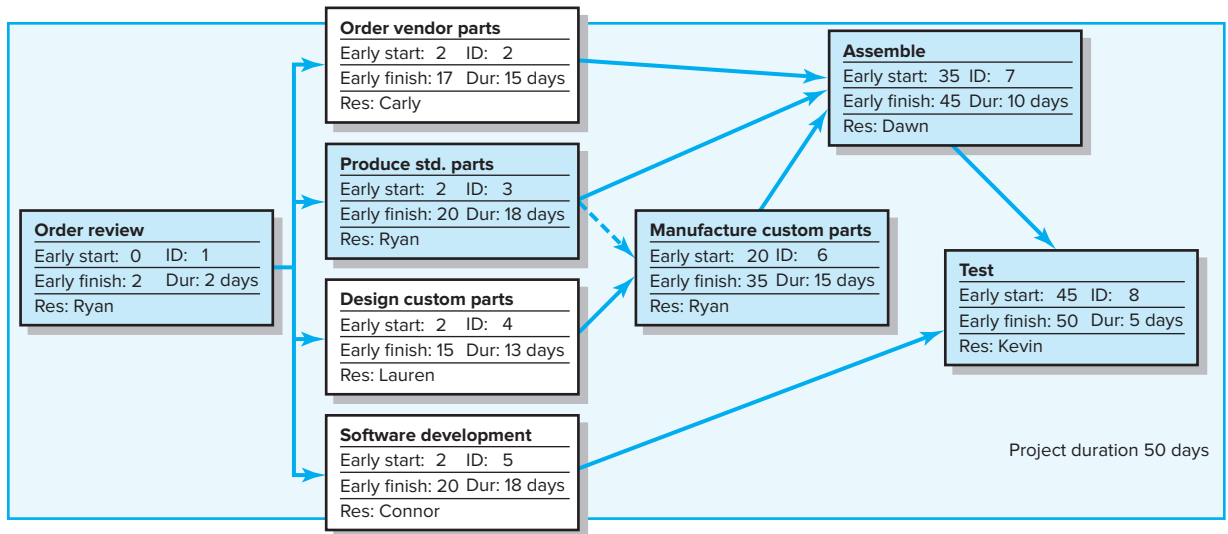 Order vendor parts
Early start: 2 ID: 2
Early finish: 17 Dur: 15 days
Res: Carly
Assemble
Early start: 35 ID: 7
Early finish: 45 Dur: 10 days
Res: Dawn
Produce std. parts
Early start: 2 ID: 3
Early finish: 20 Dur: 18 days
Res: Ryan
Order review
Early start: 0 ID: 1
Early finish: 2 Dur: 2 days
Res: Ryan
Manufacture custom parts
Early start: 20 ID: 6
Early finish: 35 Dur: 15 days
Res: Ryan
Design custom parts
Early start: 2 ID: 4
Early finish: 15 Dur: 13 days
Res: Lauren
Test
Early start: 45 ID: 8
Early finish: 50 Dur: 5 days
Res: Kevin
Software development
Early start: 2 ID: 5
Early finish: 20 Dur: 18 days
Res: Connor
Project duration 50 days